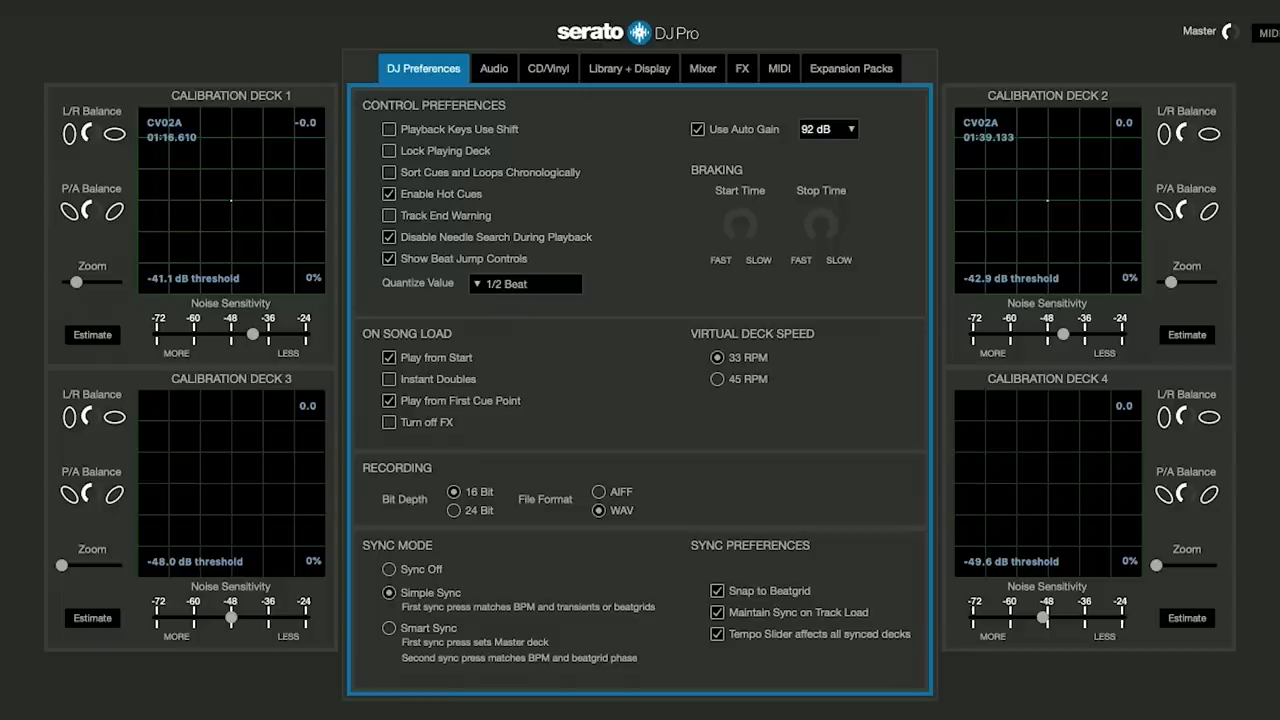 serato DJ Pro
Master
MIDI
DJ Preferences
Audio
CD/Vinyl
Library + Display
Mixer
FX
MIDI
Expansion Packs
CALIBRATION DECK 1
L/R Balance
CV02A
-0.0
01:16.610
P/A Balance
Zoom
-41.1 dB threshold
0%
Noise Sensitivity
-72 -60 -48 -36 -24
Estimate
MORE LESS
CALIBRATION DECK 3
L/R Balance
0.0
P/A Balance
Zoom
-48.0 dB threshold
0%
Noise Sensitivity
-72 -60 -48 -36 -24
Estimate
MORE LESS
CONTROL PREFERENCES
Playback Keys Use Shift
Lock Playing Deck
Sort Cues and Loops Chronologically
Enable Hot Cues
Track End Warning
Disable Needle Search During Playback
Show Beat Jump Controls
Quantize Value
1/2 Beat
Use Auto Gain
92 dB
BRAKING
Start Time
Stop Time
FAST SLOW
FAST SLOW
ON SONG LOAD
Play from Start
Instant Doubles
Play from First Cue Point
Turn off FX
VIRTUAL DECK SPEED
33 RPM
45 RPM
RECORDING
Bit Depth
16 Bit
24 Bit
File Format
AIFF
WAV
SYNC MODE
Sync Off
Simple Sync
First sync press matches BPM and transients or beatgrids
Smart Sync
First sync press sets Master deck
Second sync press matches BPM and beatgrid phase
SYNC PREFERENCES
Snap to Beatgrid
Maintain Sync on Track Load
Tempo Slider affects all synced decks
CALIBRATION DECK 2
CV02A
0.0
01:39.133
L/R Balance
P/A Balance
Zoom
-42.9 dB threshold
0%
Noise Sensitivity
-72 -60 -48 -36 -24
Estimate
MORE LESS
CALIBRATION DECK 4
0.0
L/R Balance
P/A Balance
Zoom
-49.6 dB threshold
0%
Noise Sensitivity
-72 -60 -48 -36 -24
Estimate
MORE LESS